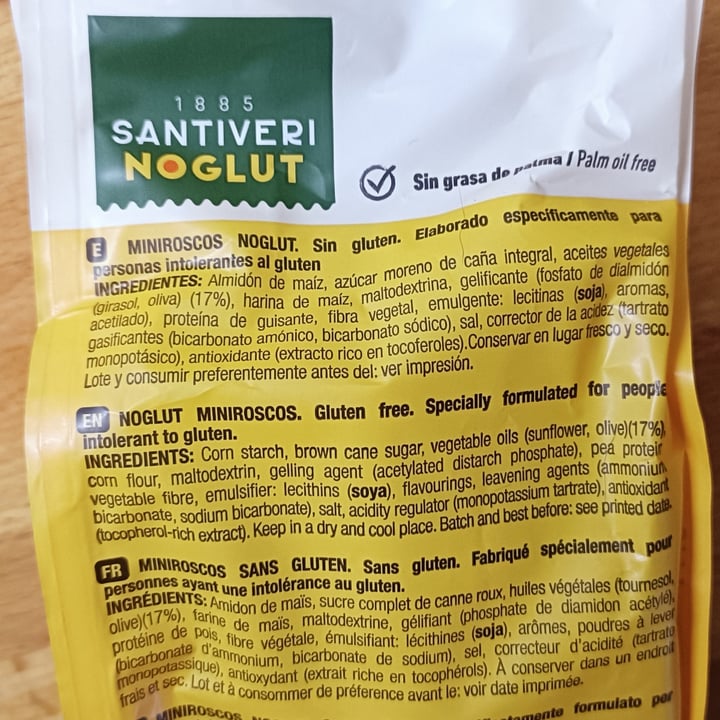 1885
SANTIVERI
NOGLUT
Sin grasa de palma / Palm oil free
E MINIROSCOS NOGLUT. Sin gluten. Elaborado específicamente para
personas intolerantes al gluten
INGREDIENTES: Almidón de maíz, azúcar moreno de caña integral, aceites vegetales
(girasol, oliva) (17%), harina de maíz, maltodextrina, gelificante (fosfato de dialmidón
acetilado), proteína de guisante, fibra vegetal, emulgente: lecitinas (soja), aromas,
gasificantes (bicarbonato amónico, bicarbonato sódico), sal, corrector de la acidez (tartrato
monopotásico), antioxidante (extracto rico en tocoferoles).Conservar en lugar fresco y seco.
Lote y consumir preferentemente antes del: ver impresión.
EN NOGLUT MINIROSCOS. Gluten free. Specially formulated for people
intolerant to gluten.
INGREDIENTS: Corn starch, brown cane sugar, vegetable oils (sunflower, olive)(17%),
corn flour, maltodextrin, gelling agent (acetylated distarch phosphate), pea protein
vegetable fibre, emulsifier: lecithins (soya), flavourings, leavening agents (ammonium
bicarbonate, sodium bicarbonate), salt, acidity regulator (monopotassium tartrate), antioxidant
(tocopherol-rich extract). Keep in a dry and cool place. Batch and best before: see printed date.
FR MINIROSCOS SANS GLUTEN. Sans gluten. Fabriqué spécialement pour
personnes ayant une intolérance au gluten.
INGRÉDIENTS: Amidon de maïs, sucre complet de canne roux, huiles végétales (tournesol,
olive)(17%), farine de maïs, maltodextrine, gélifiant (phosphate de diamidon acétylé),
protéine de pois, fibre végétale, émulsifiant: lécithines (soja), arômes, poudres à lever
(bicarbonate d'ammonium, bicarbonate de sodium), sel, correcteur d'acidité (tartrate
monopotassique), antioxydant (extrait riche en tocophérols). À conserver dans un endroit
frais et sec. Lot et à consommer de préference avant le: voir date imprimée.
MINIROSCOS formulato per